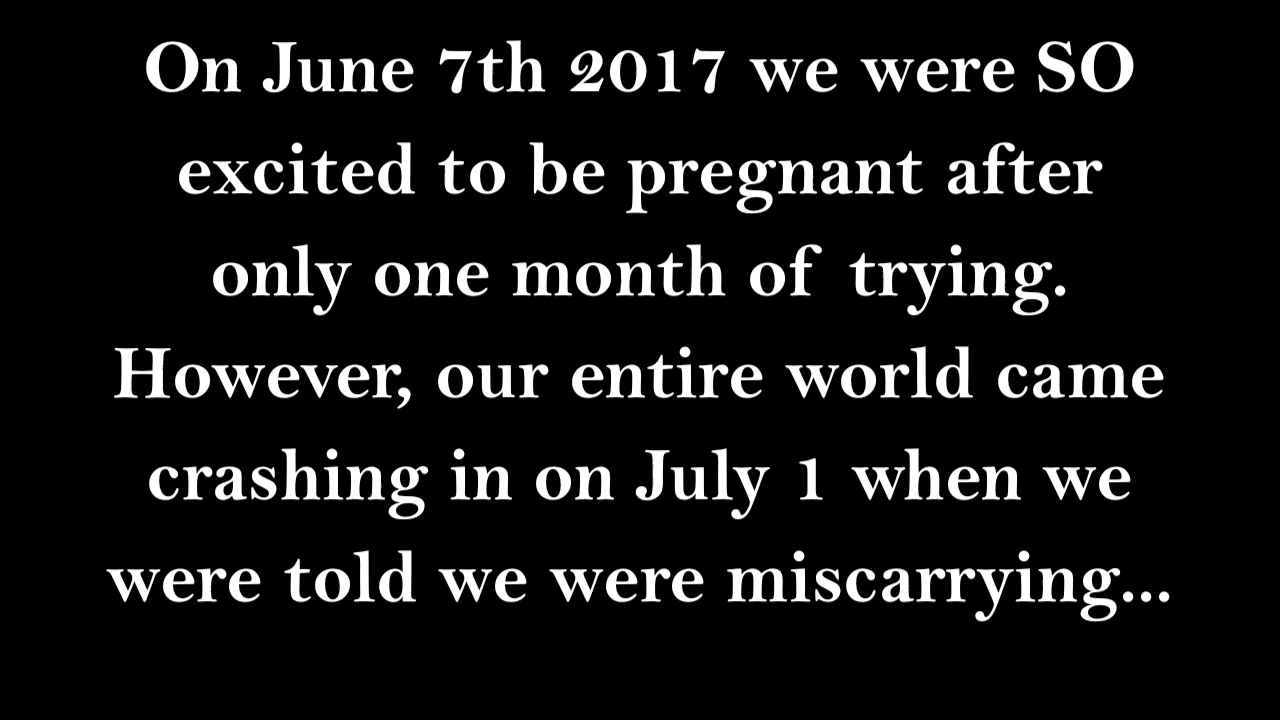 On June 7th 2017 we were SO
excited to be pregnant after
only one month of trying.
However, our entire world came
crashing in on July 1 when we
were told we were miscarrying...